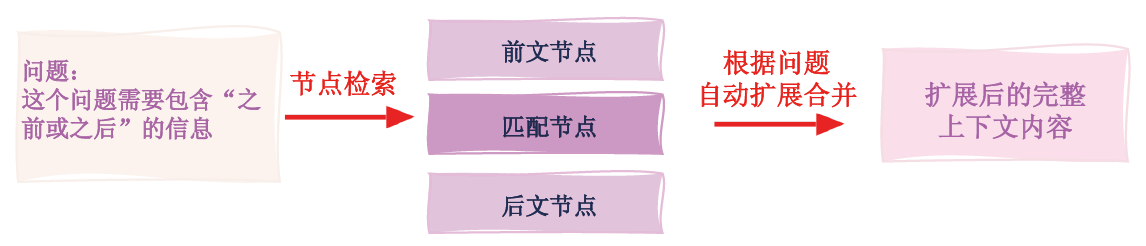 问题：
这个问题需要包含“之
前或之后”的信息
节点检索
前文节点
匹配节点
后文节点
根据问题
自动扩展合并
扩展后的完整
上下文内容